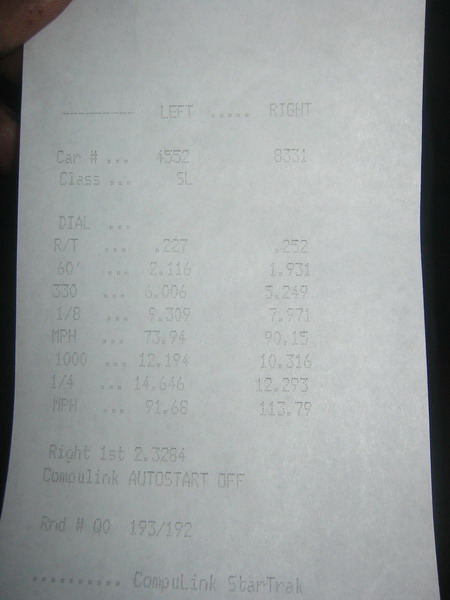 ------------ LEFT ..... RIGHT
Car # ... 4552 8331
Class ... SL
DIAL ...
R/T ... .227 .252
60' ... 2.116 1.931
330 ... 6.006 5.249
1/8 ... 9.309 7.971
MPH ... 73.94 90.15
1000 ... 12.194 10.316
1/4 ... 14.646 12.293
MPH ... 91.68 113.79
Right 1st 2.3284
Compulink AUTOSTART OFF
Rnd # Q0 193/192
.......... CompuLink StarTrak